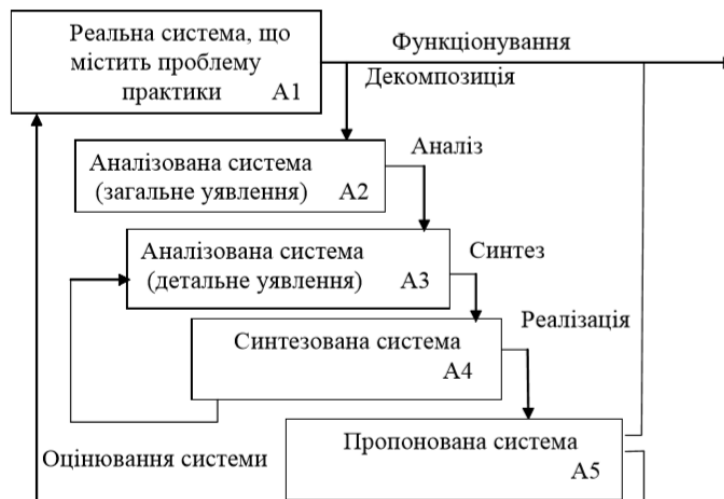 Реальна система, що
містить проблему
практики А1
Функціонування
Декомпозиція
Аналізована система
(загальне уявлення) А2
Аналіз
Аналізована система
(детальне уявлення) А3
Синтез
Синтезована система
А4
Реалізація
Пропонована система
А5
Оцінювання системи